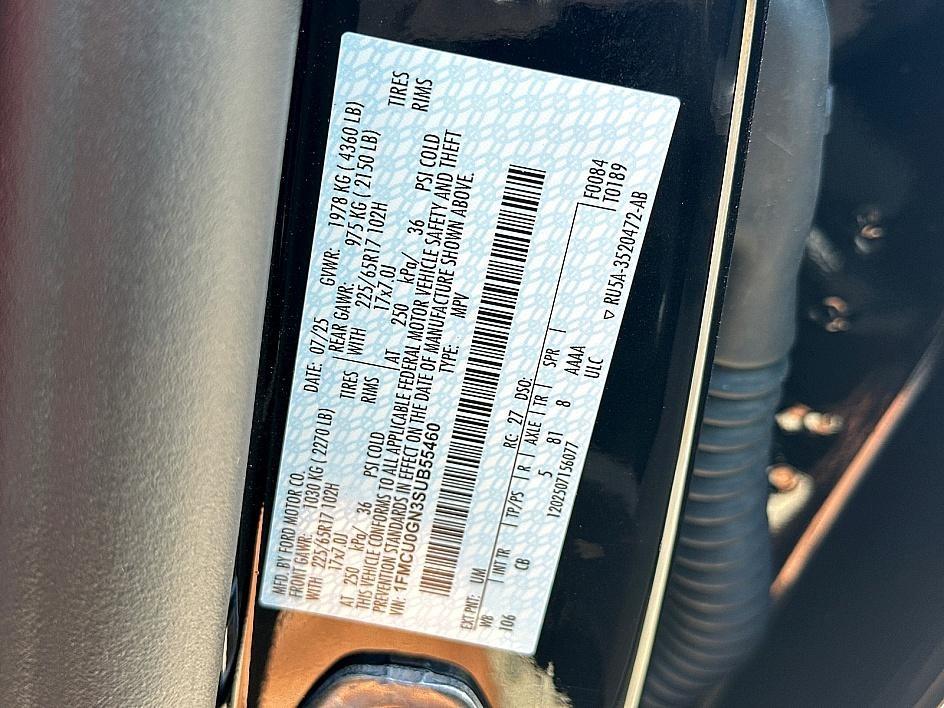 MFD. BY FORD MOTOR CO.
DATE: 07/25 GVWR: 1978 KG ( 4360 LB)
FRONT GAWR: 1030 KG ( 2270 LB) REAR GAWR: 975 KG ( 2150 LB)
WITH 225/65R17 102H TIRES WITH 225/65R17 102H TIRES
17x7.0J RIMS 17x7.0J RIMS
AT 250 kPa/ 36 PSI COLD AT 250 kPa/ 36 PSI COLD
THIS VEHICLE CONFORMS TO ALL APPLICABLE FEDERAL MOTOR VEHICLE SAFETY AND THEFT
PREVENTION STANDARDS IN EFFECT ON THE DATE OF MANUFACTURE SHOWN ABOVE.
VIN: 1FMCU0GN3SUB55460 TYPE: MPV
EXT PNT: UM RC: 27 DSO: F0084
WB INT TR TP/PS R AXLE TR SPR T0189
106 CB 5 81 8 AAAA
1202507156077 ULC
▽ RU5A-3520472-AB